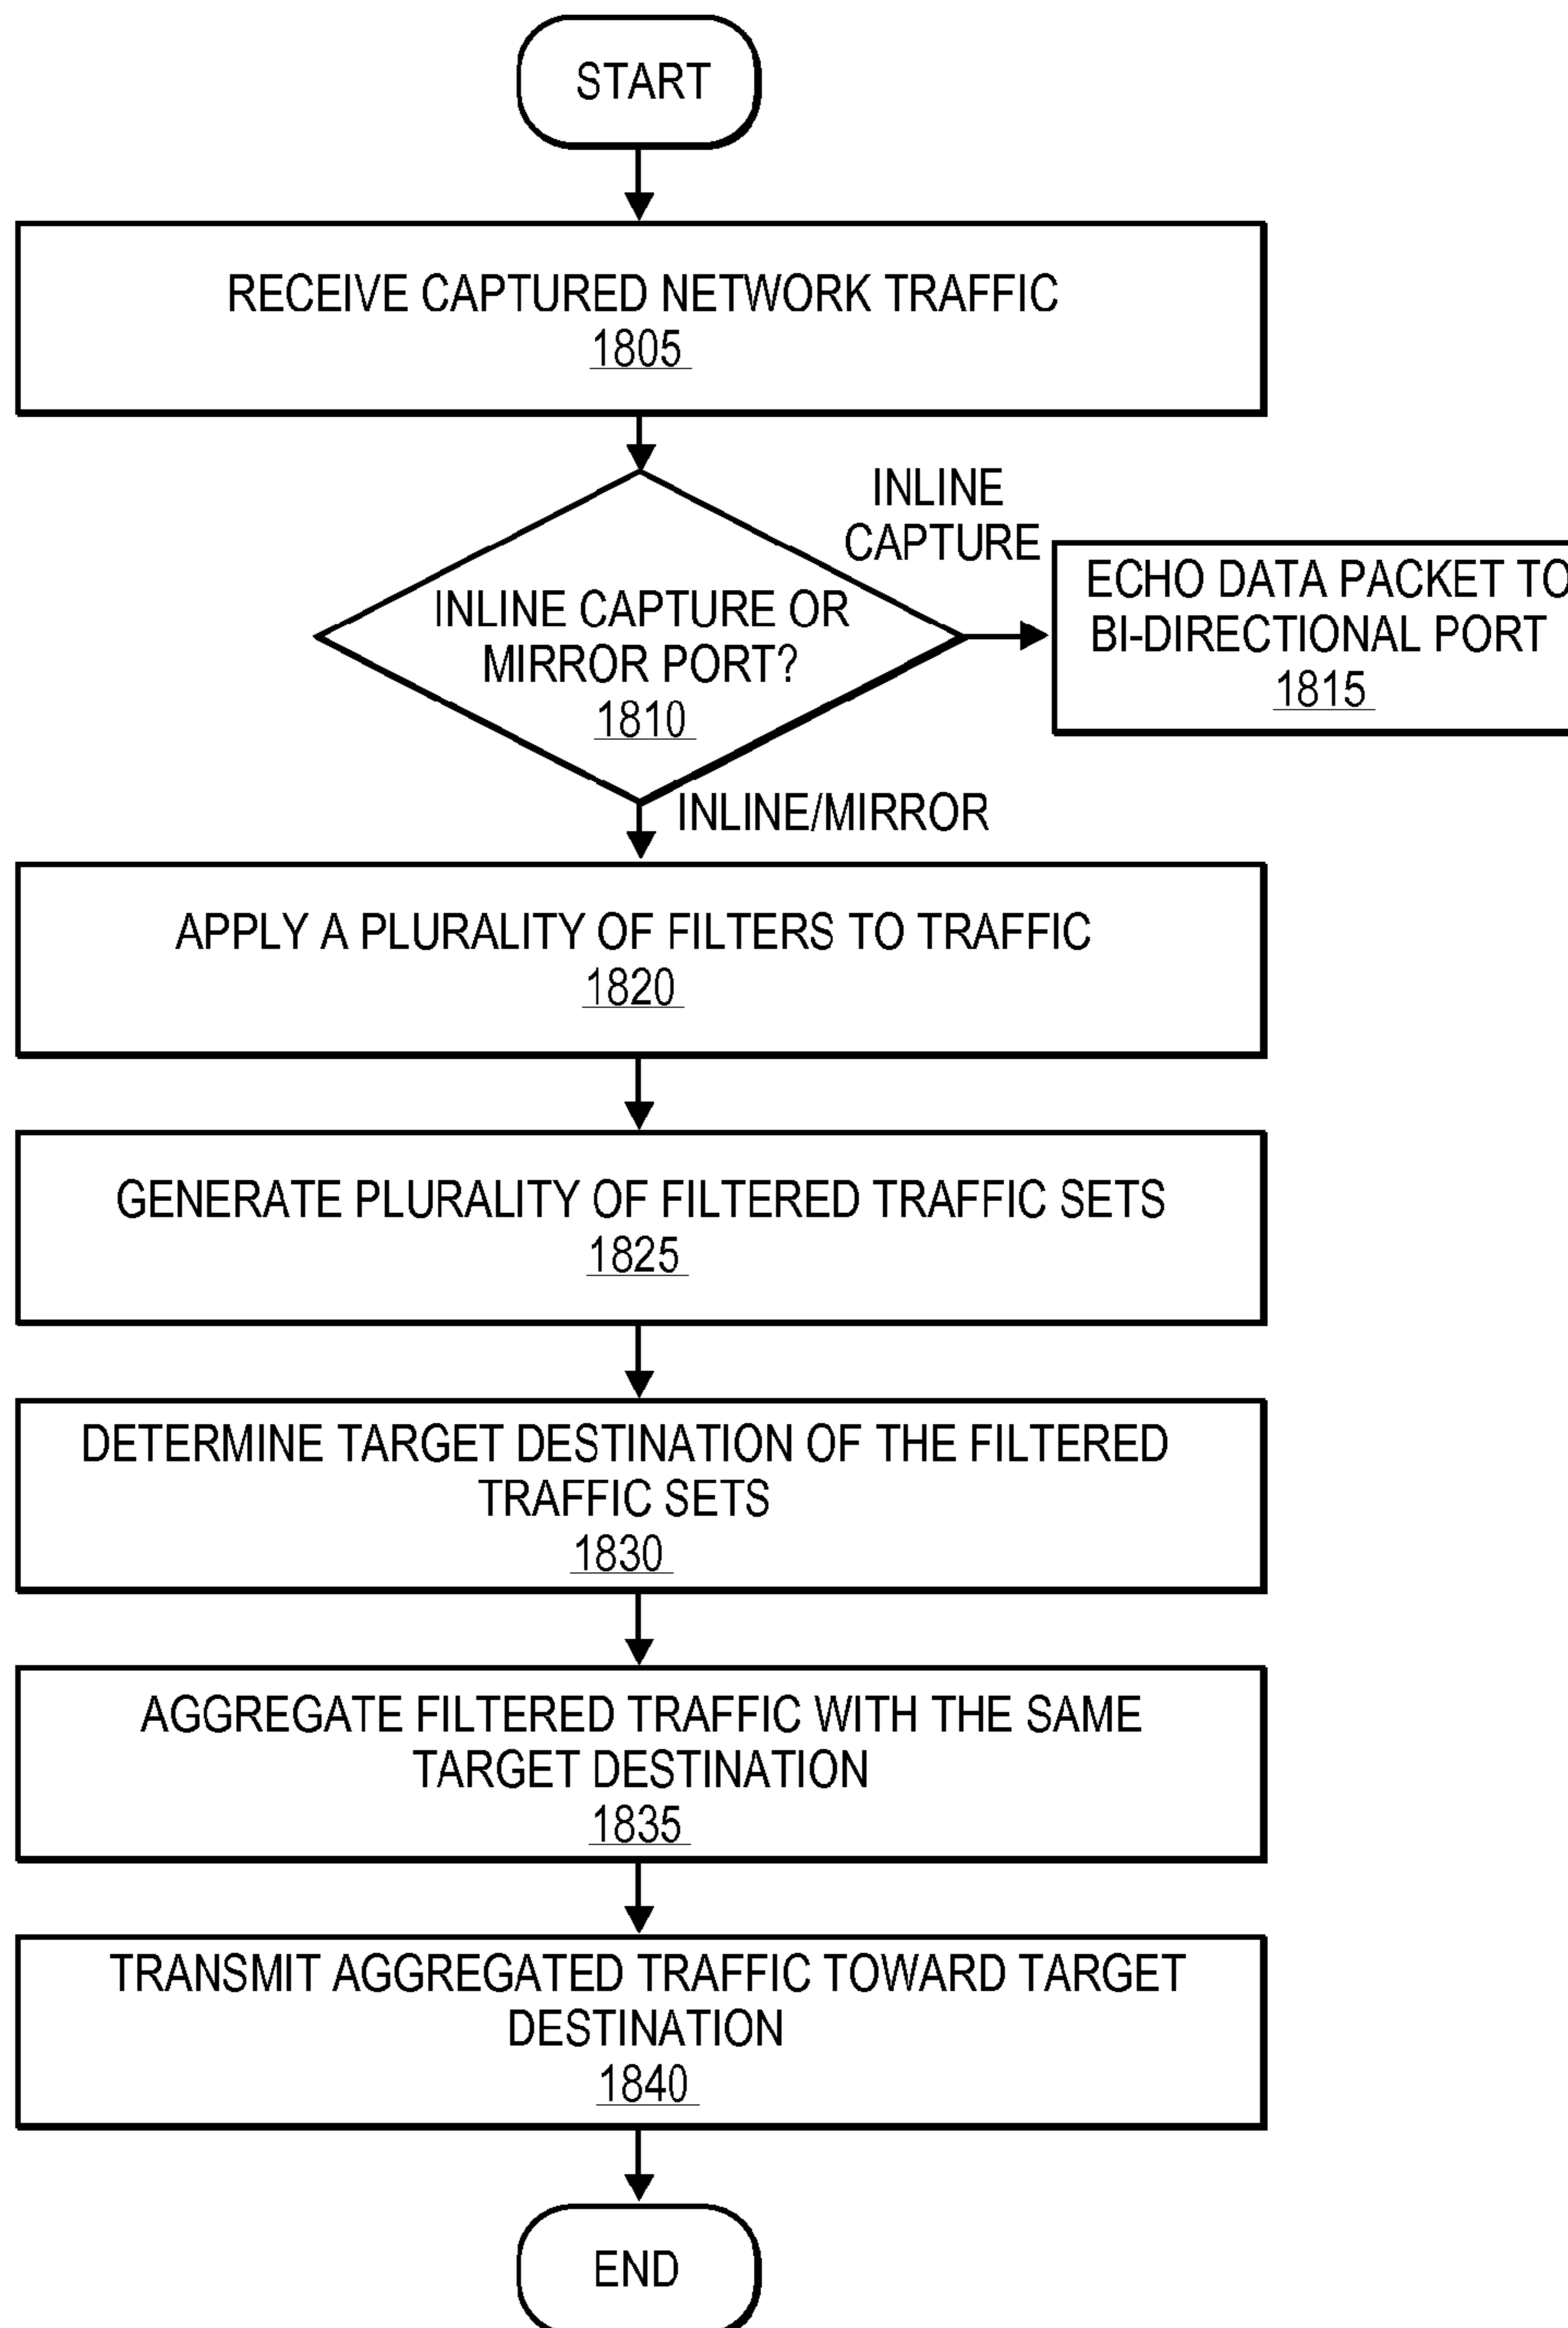 START
RECEIVE CAPTURED NETWORK TRAFFIC
1805
INLINE
CAPTURE
INLINE CAPTURE OR
MIRROR PORT?
1810
ECHO DATA PACKET TO
BI-DIRECTIONAL PORT
1815
INLINE/MIRROR
APPLY A PLURALITY OF FILTERS TO TRAFFIC
1820
GENERATE PLURALITY OF FILTERED TRAFFIC SETS
1825
DETERMINE TARGET DESTINATION OF THE FILTERED
TRAFFIC SETS
1830
AGGREGATE FILTERED TRAFFIC WITH THE SAME
TARGET DESTINATION
1835
TRANSMIT AGGREGATED TRAFFIC TOWARD TARGET
DESTINATION
1840
END